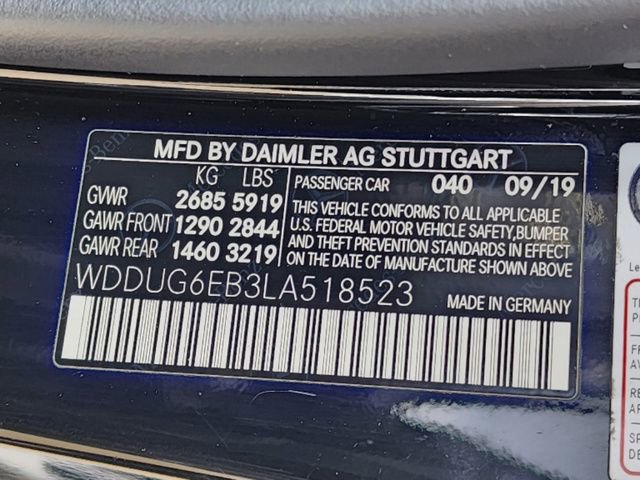 MFD BY DAIMLER AG STUTTGART
KG LBS
GVWR 2685 5919
GAWR FRONT 1290 2844
GAWR REAR 1460 3219
PASSENGER CAR 040 09/19
THIS VEHICLE CONFORMS TO ALL APPLICABLE
U.S. FEDERAL MOTOR VEHICLE SAFETY,BUMPER
AND THEFT PREVENTION STANDARDS IN EFFECT
ON THE DATE OF MANUFACTURE SHOWN ABOVE.
WDDUG6EB3LA518523
MADE IN GERMANY